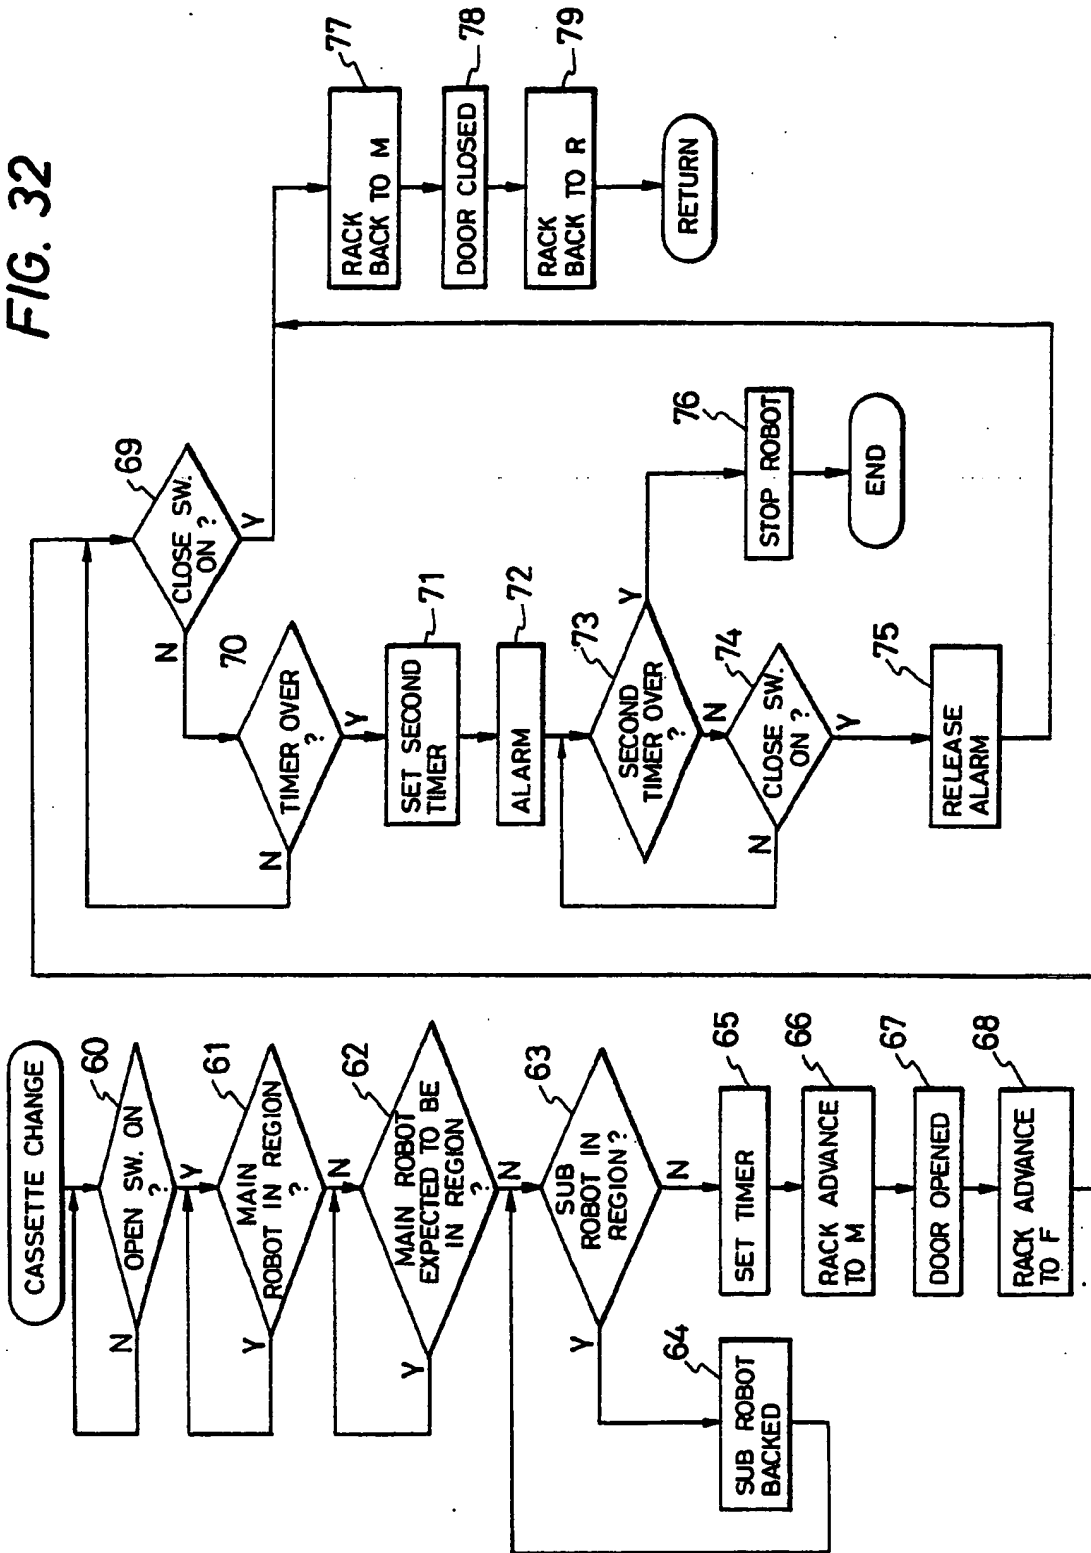 FIG. 32
CASSETTE CHANGE
60
OPEN SW. ON
?
N
Y
61
MAIN
ROBOT IN REGION
?
Y
N
62
MAIN ROBOT
EXPECTED TO BE
IN REGION
?
Y
N
63
SUB
ROBOT IN
REGION?
Y
N
64
SUB ROBOT
BACKED
65
SET TIMER
66
RACK ADVANCE
TO M
67
DOOR OPENED
68
RACK ADVANCE
TO F
69
CLOSE SW.
ON ?
N
Y
70
TIMER OVER
?
N
Y
71
SET SECOND
TIMER
72
ALARM
73
SECOND
TIMER OVER
?
Y
N
74
CLOSE SW.
ON ?
N
Y
75
RELEASE
ALARM
76
STOP ROBOT
END
77
RACK
BACK TO M
78
DOOR CLOSED
79
RACK
BACK TO R
RETURN